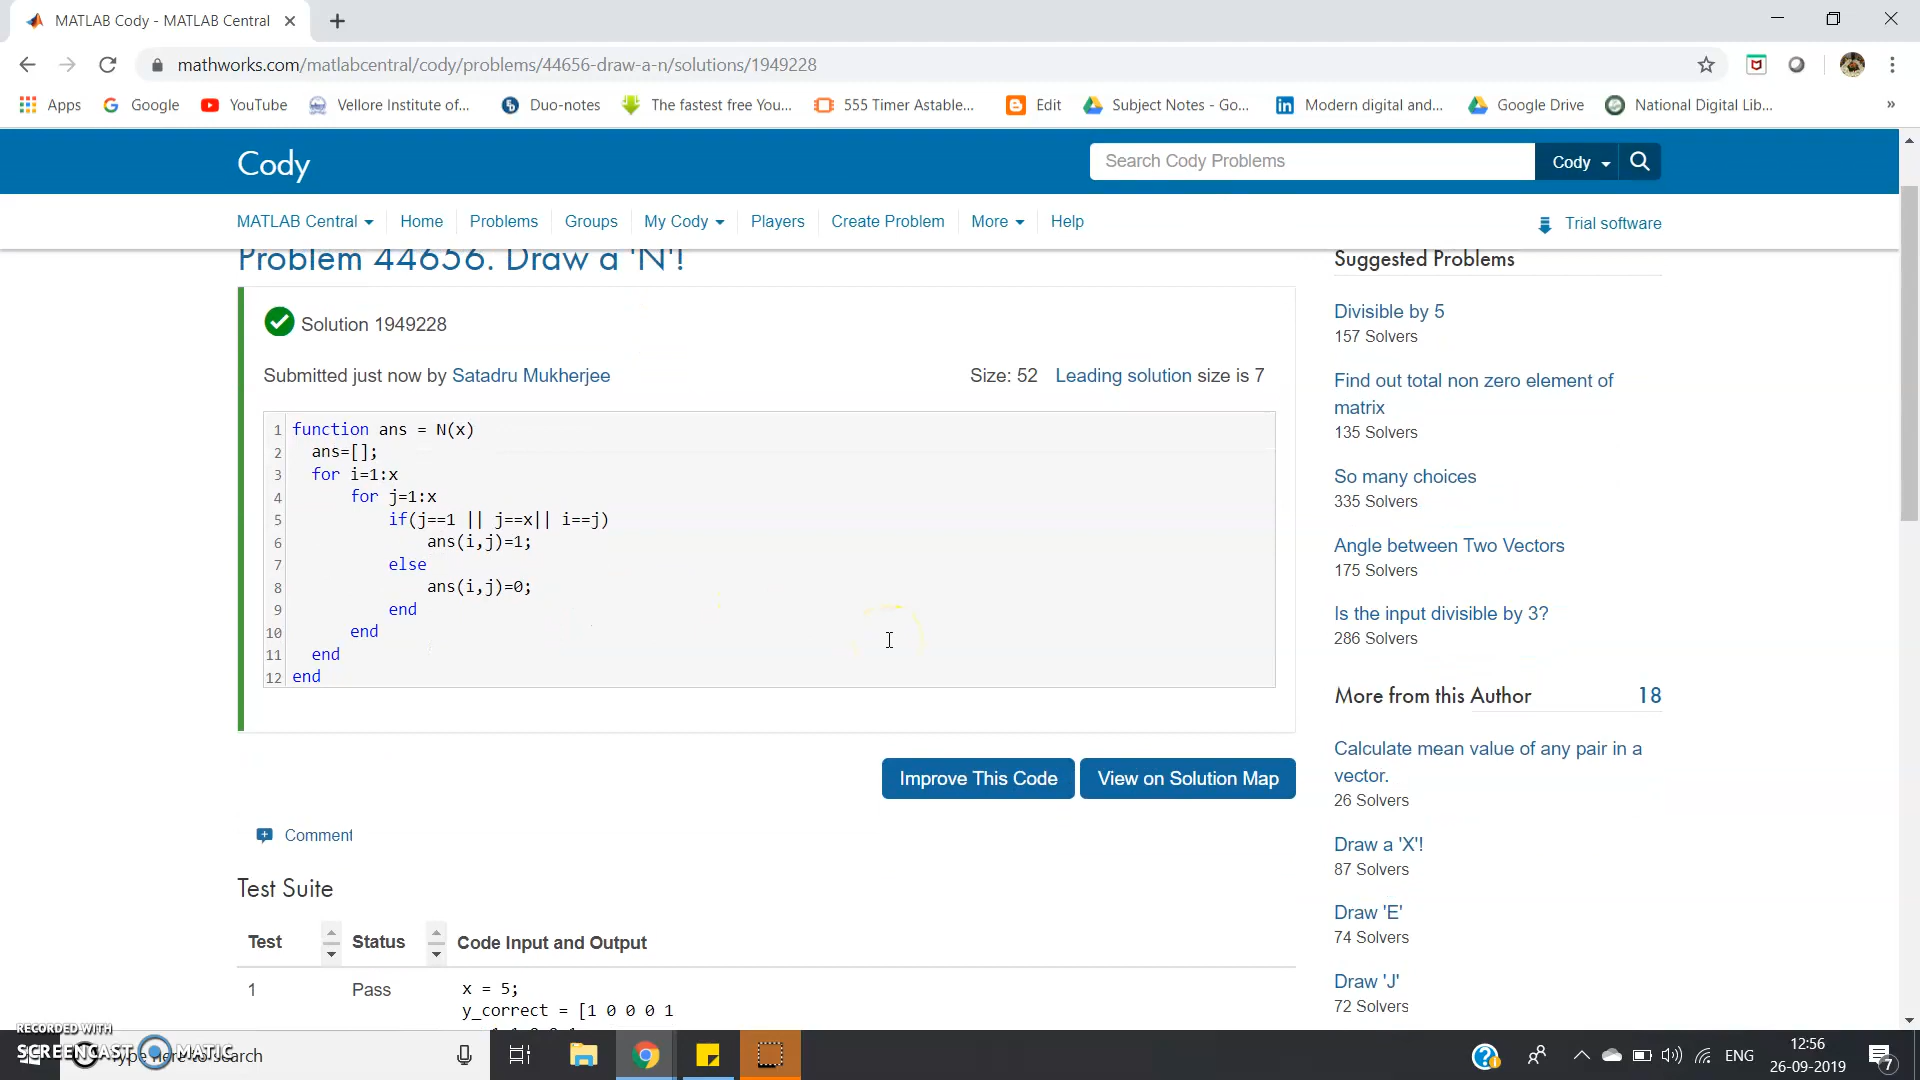 MATLAB Cody - MATLAB Central
mathworks.com/matlabcentral/cody/problems/44656-draw-a-n/solutions/1949228
Apps Google YouTube Vellore Institute of... Duo-notes The fastest free You... 555 Timer Astable... Edit Subject Notes - Go... Modern digital and... Google Drive National Digital Lib... »
Cody
Search Cody Problems
Cody
MATLAB Central Home Problems Groups My Cody Players Create Problem More Help
Trial software
Problem 44656. Draw a 'N'!
Solution 1949228
Submitted just now by Satadru Mukherjee
Size: 52 Leading solution size is 7
1 function ans = N(x)
2 ans=[];
3 for i=1:x
4 for j=1:x
5 if(j==1 || j==x|| i==j)
6 ans(i,j)=1;
7 else
8 ans(i,j)=0;
9 end
10 end
11 end
12 end
Improve This Code
View on Solution Map
Comment
Test Suite
Test Status Code Input and Output
1 Pass x = 5;
y_correct = [1 0 0 0 1
Suggested Problems
Divisible by 5
157 Solvers
Find out total non zero element of
matrix
135 Solvers
So many choices
335 Solvers
Angle between Two Vectors
175 Solvers
Is the input divisible by 3?
286 Solvers
More from this Author 18
Calculate mean value of any pair in a
vector.
26 Solvers
Draw a 'X'!
87 Solvers
Draw 'E'
74 Solvers
Draw 'J'
72 Solvers
RECORDED WITH
SCREENCAST MATIC
Type here to search
ENG
12:56
26-09-2019
7